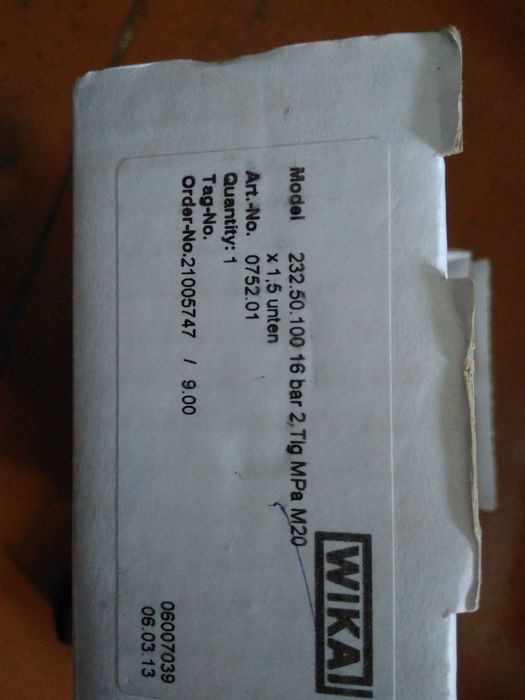 WIKA
Model 232.50.100 16 bar 2,Tlg MPa M20
x 1,5 unten
Art.-No. 0752.01
Quantity: 1
Tag-No.
Order-No.21005747 / 9.00
06007039
06.03.13